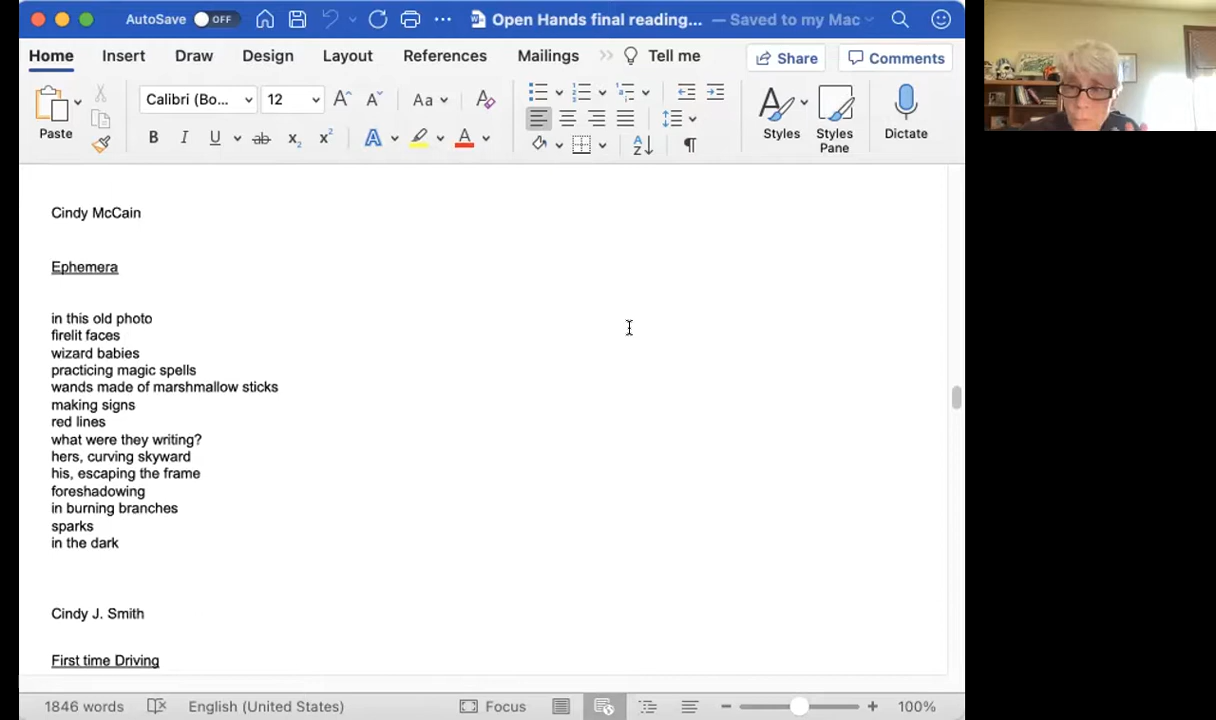 AutoSave OFF Open Hands final reading... — Saved to my Mac
Home Insert Draw Design Layout References Mailings Tell me Share Comments
Calibri (Bo... 12
Paste Styles Styles Pane Dictate
Cindy McCain
Ephemera
in this old photo
firelit faces
wizard babies
practicing magic spells
wands made of marshmallow sticks
making signs
red lines
what were they writing?
hers, curving skyward
his, escaping the frame
foreshadowing
in burning branches
sparks
in the dark
Cindy J. Smith
First time Driving
1846 words English (United States) Focus 100%